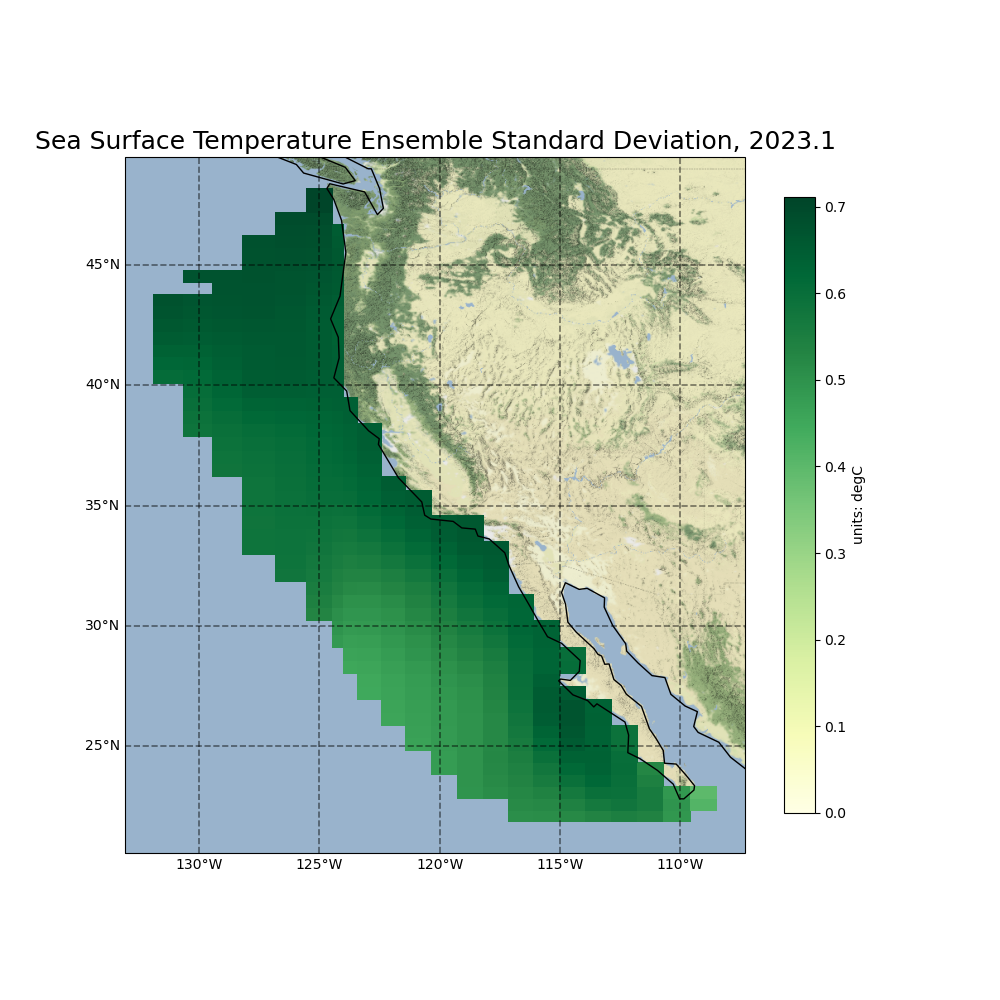 Sea Surface Temperature Ensemble Standard Deviation, 2023.1
45°N
40°N
35°N
30°N
25°N
130°W
125°W
120°W
115°W
110°W
0.7
0.6
0.5
0.4
0.3
0.2
0.1
0.0
units: degC